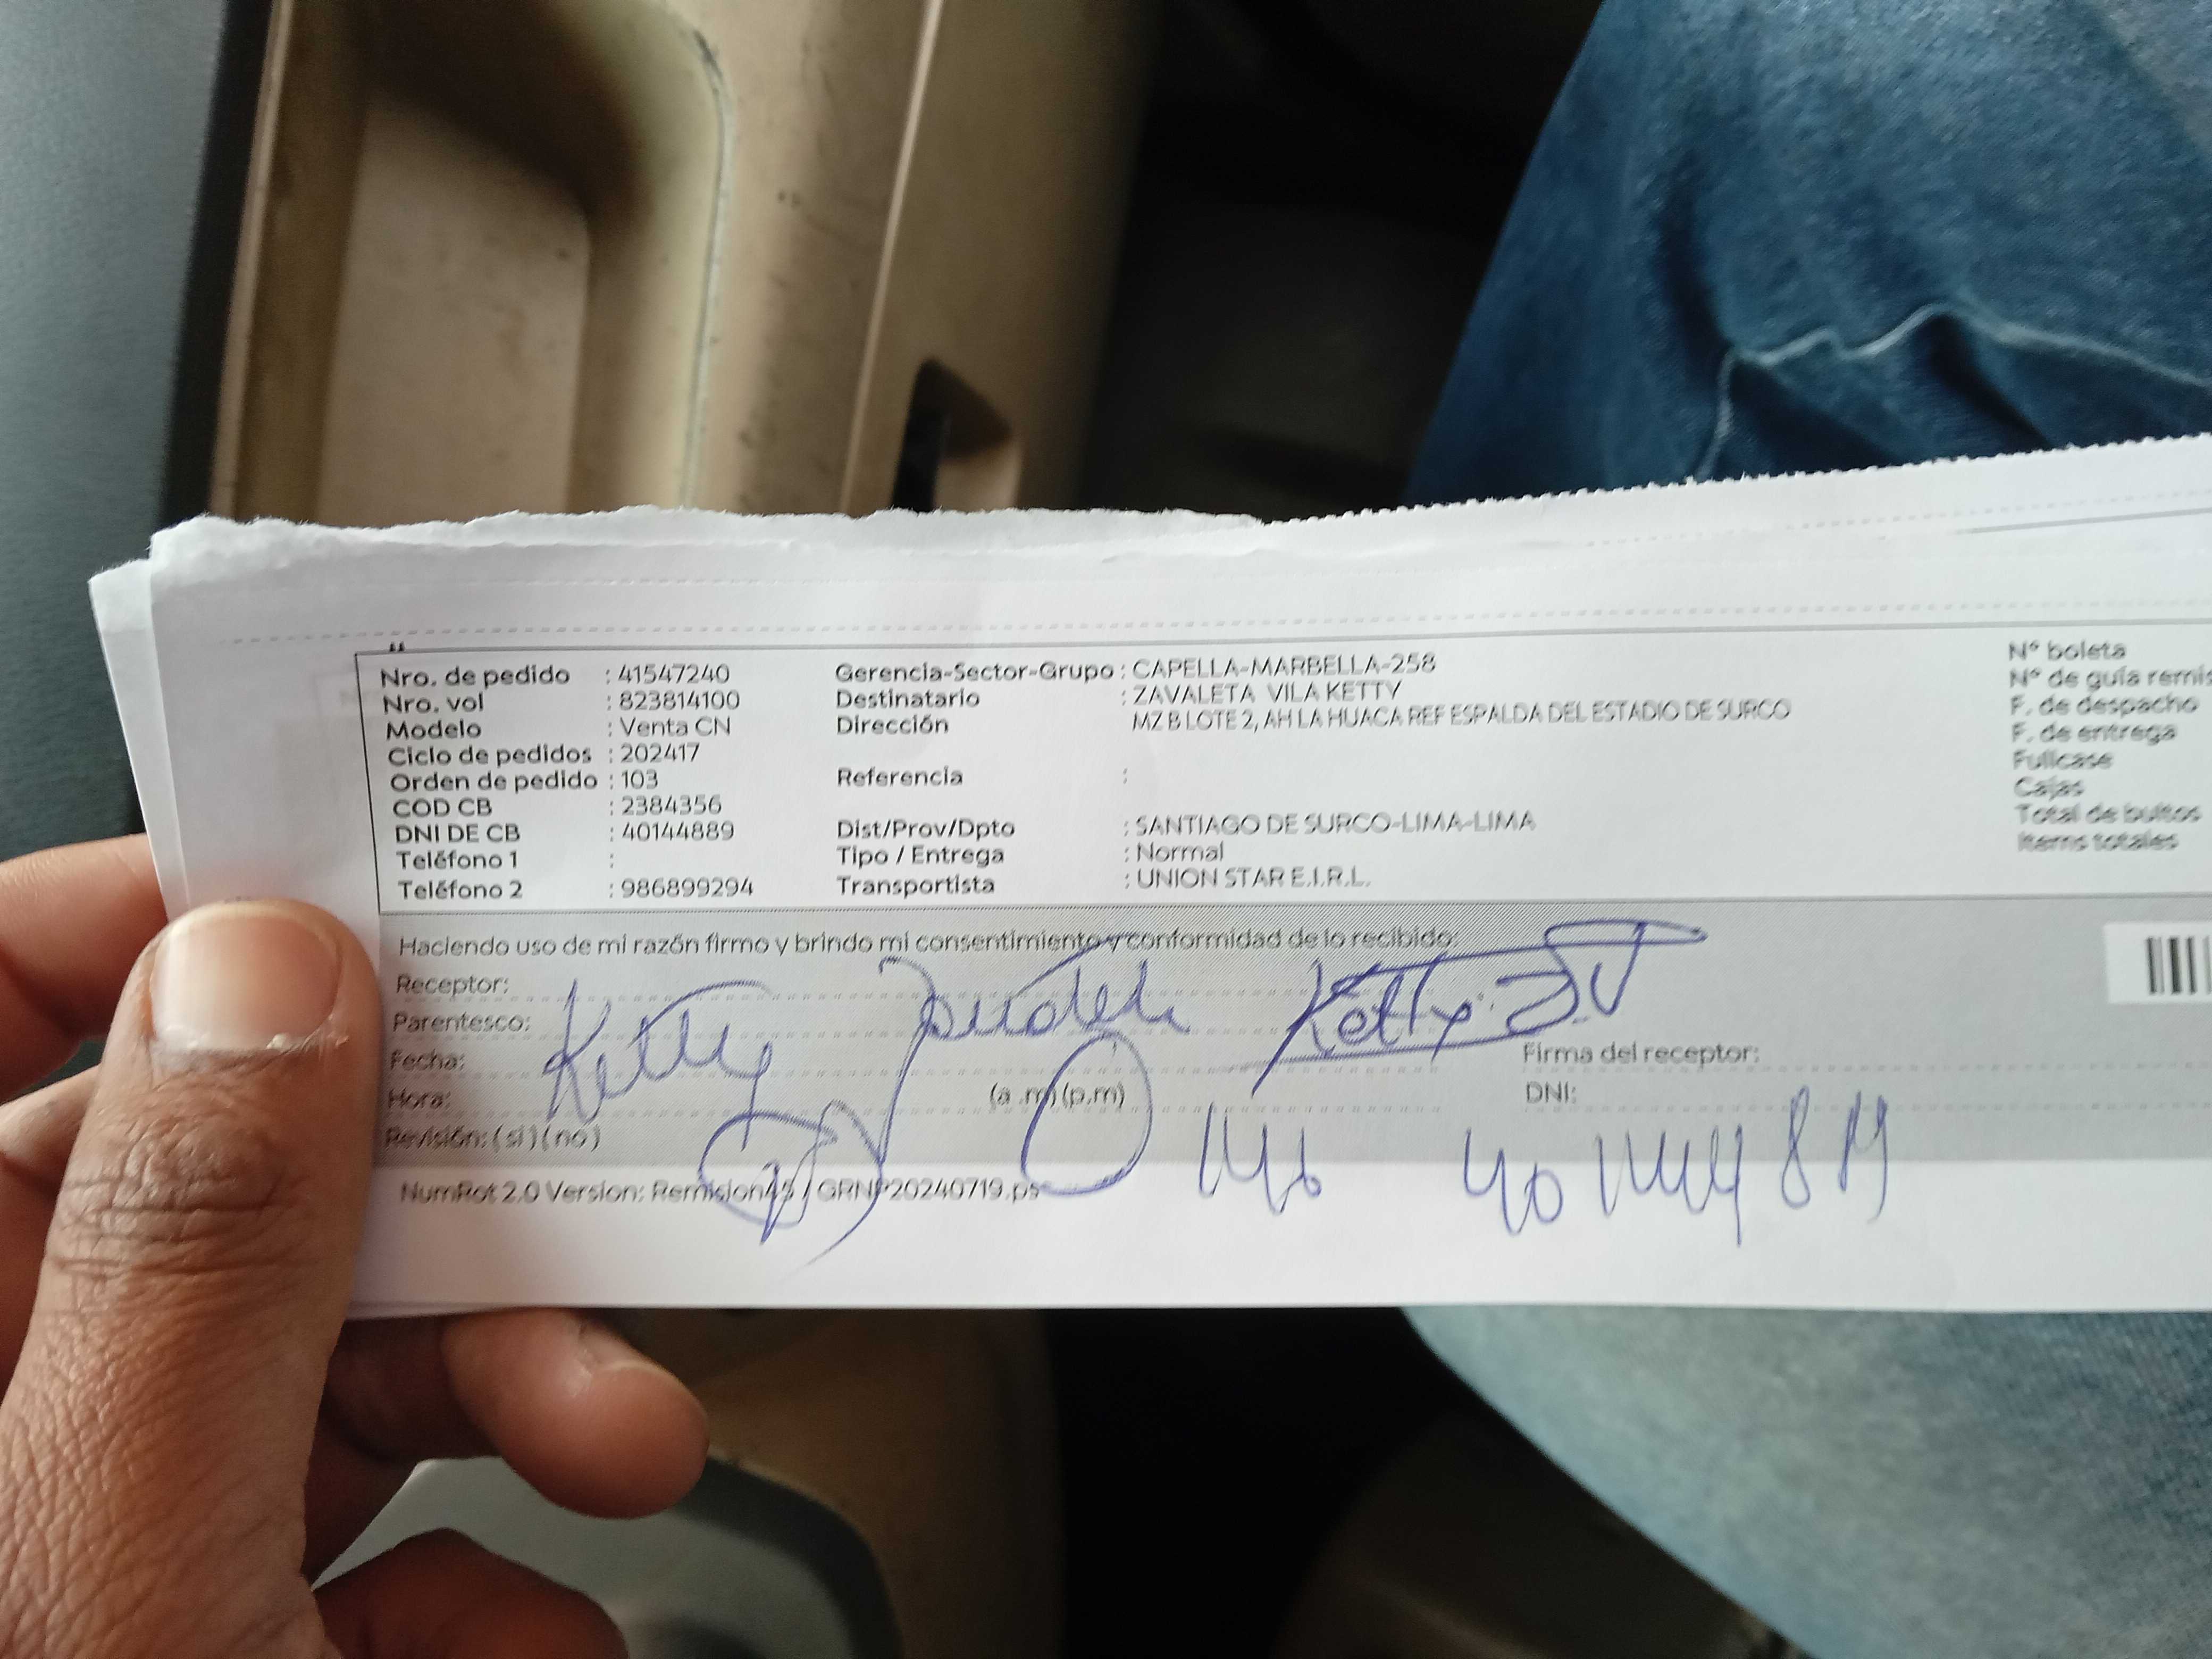 Nro. de pedido : 41547240 Gerencia-Sector-Grupo : CAPELLA-MARBELLA-258 N° boleta
Nro. vol : 823814100 Destinatario : ZAVALETA VILA KETTY N° de guía remis
Modelo : Venta CN Dirección MZ B LOTE 2, AH LA HUACA REF ESPALDA DEL ESTADIO DE SURCO F. de despacho
Ciclo de pedidos : 202417 F. de entrega
Orden de pedido : 103 Referencia : Fullcase
COD CB : 2384356 Cajas
DNI DE CB : 40144889 Dist/Prov/Dpto : SANTIAGO DE SURCO-LIMA-LIMA Total de bultos
Teléfono 1 : Tipo / Entrega : Normal Items totales
Teléfono 2 : 986899294 Transportista : UNION STAR E.I.R.L.
Haciendo uso de mi razón firmo y brindo mi consentimiento y conformidad de lo recibido:
Receptor:
Parentesco: Ketty Ketty Z.V
Fecha: Firma del receptor:
Hora: (a .m) (p.m) DNI:
Revisión: (si) (no) 40144489
NumRot 2.0 Version: Remision45 / GRNP20240719.ps